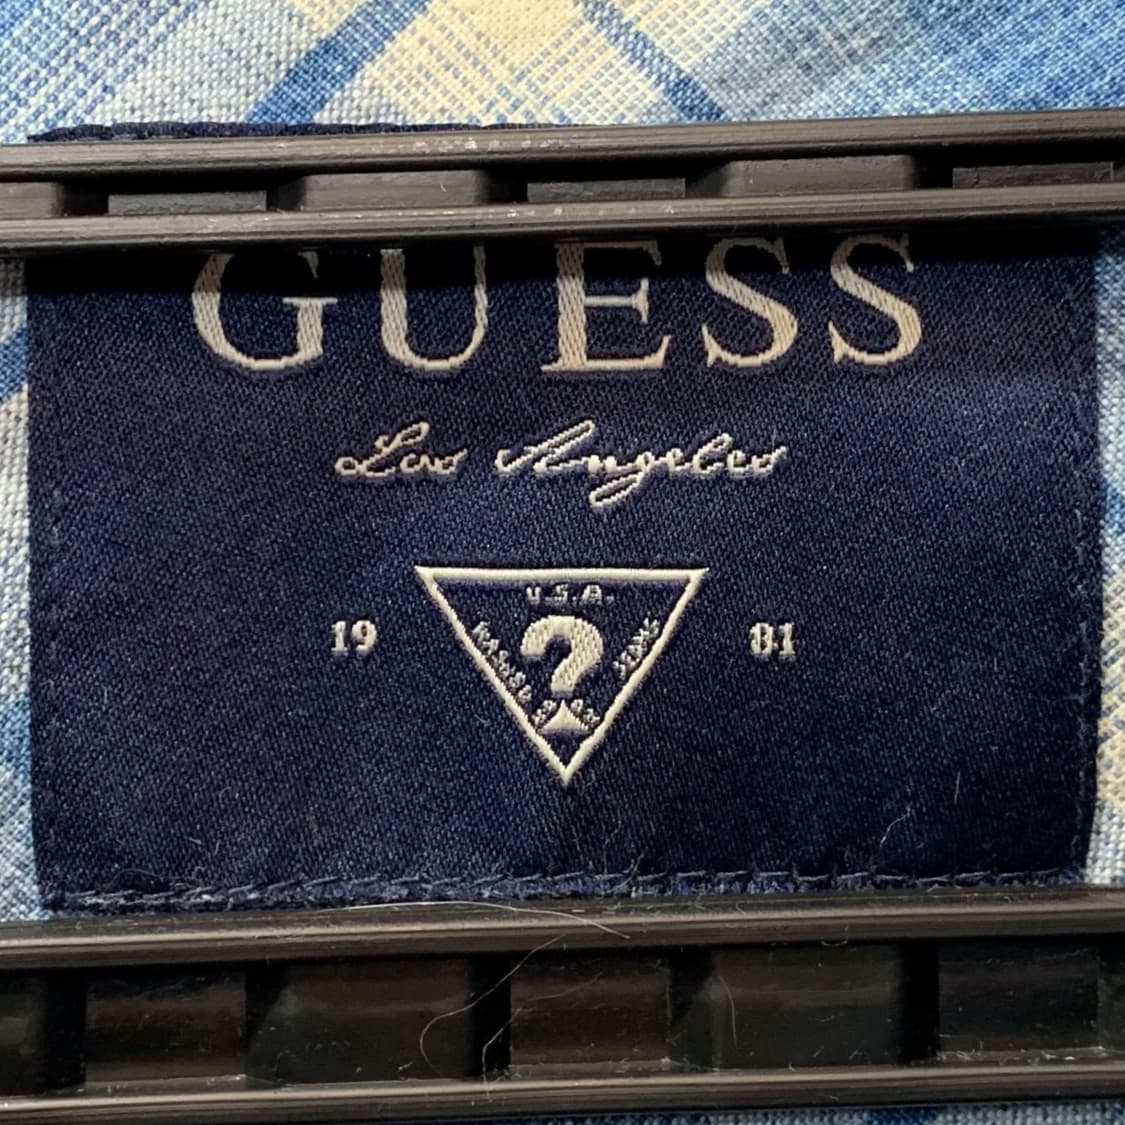 GUESS
Los Angeles
19 81
U.S.A.
?